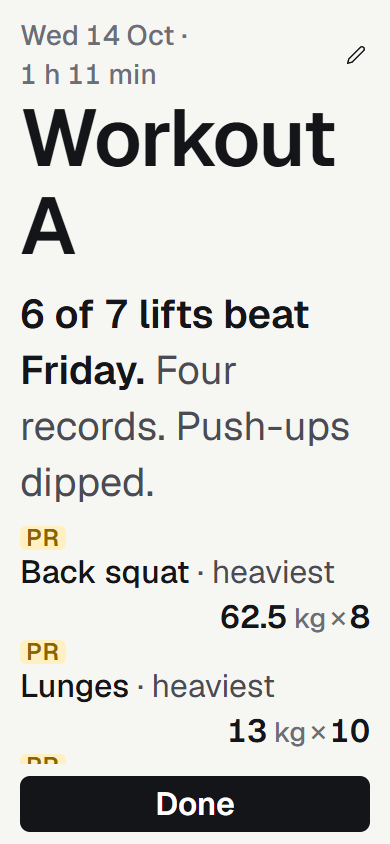 Wed 14 Oct ·
1 h 11 min
Workout
A
6 of 7 lifts beat
Friday. Four
records. Push-ups
dipped.
PR
Back squat · heaviest
62.5 kg × 8
PR
Lunges · heaviest
13 kg × 10
PR
Done